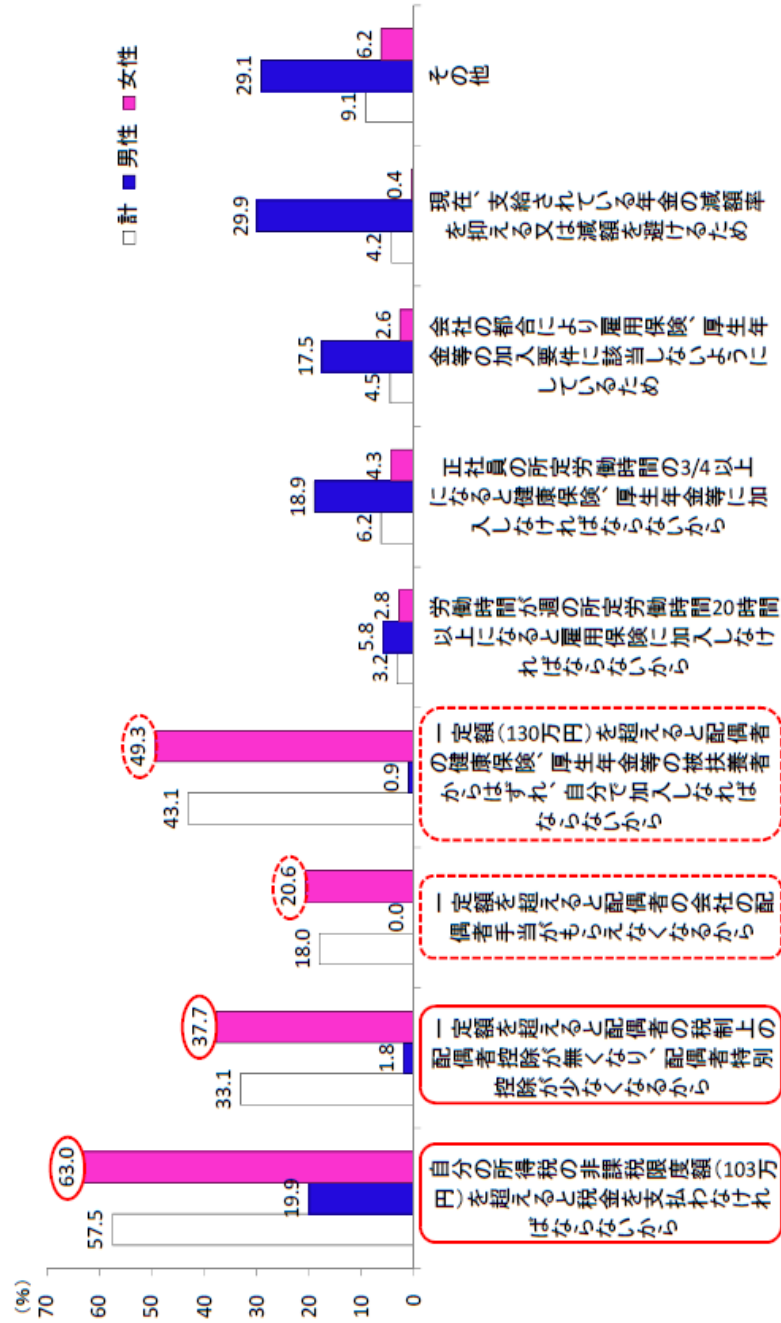 (%)
□計 ■男性 ■女性
70
60
50
40
30
20
10
0
57.5
19.9
63.0
33.1
1.8
37.7
18.0
0.0
20.6
43.1
0.9
49.3
3.2
5.8
2.8
6.2
18.9
4.3
4.5
17.5
2.6
4.2
29.9
0.4
9.1
29.1
6.2
自分の所得税の非課税限度額(103万
円)を超えると税金を支払わなけれ
ばならないから
一定額を超えると配偶者の税制上の
配偶者控除が無くなり、配偶者特別
控除が少なくなるから
一定額を超えると配偶者の会社の配
偶者手当がもらえなくなるから
一定額(130万円)を超えると配偶者
の健康保険、厚生年金等の被扶養者
からはずれ、自分で加入しなれば
ならないから
労働時間が週の所定労働時間20時間
以上になると雇用保険に加入しなけ
ればならないから
正社員の所定労働時間の3/4以上
になると健康保険、厚生年金等に加
入しなければならないから
会社の都合により雇用保険、厚生年
金等の加入要件に該当しないように
しているため
現在、支給されている年金の減額率
を抑える又は減額を避けるため
その他